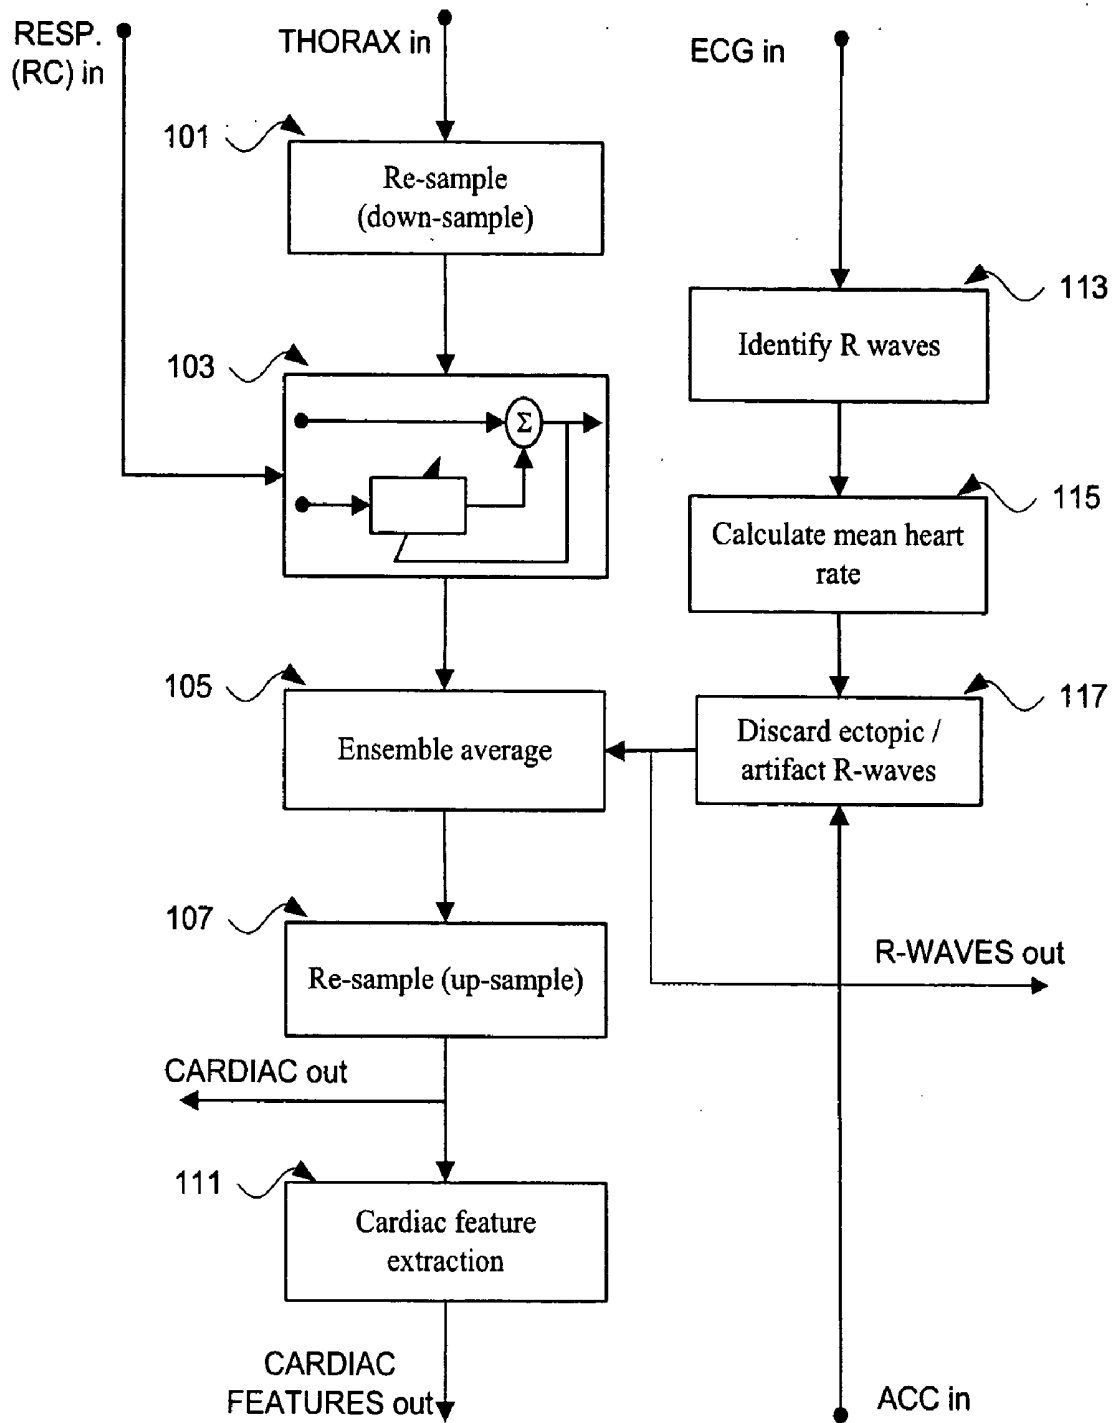 RESP.
(RC) in
THORAX in
ECG in
101
Re-sample
(down-sample)
113
Identify R waves
103
Σ
115
Calculate mean heart
rate
105
Ensemble average
117
Discard ectopic /
artifact R-waves
107
Re-sample (up-sample)
R-WAVES out
CARDIAC out
111
Cardiac feature
extraction
CARDIAC
FEATURES out
ACC in